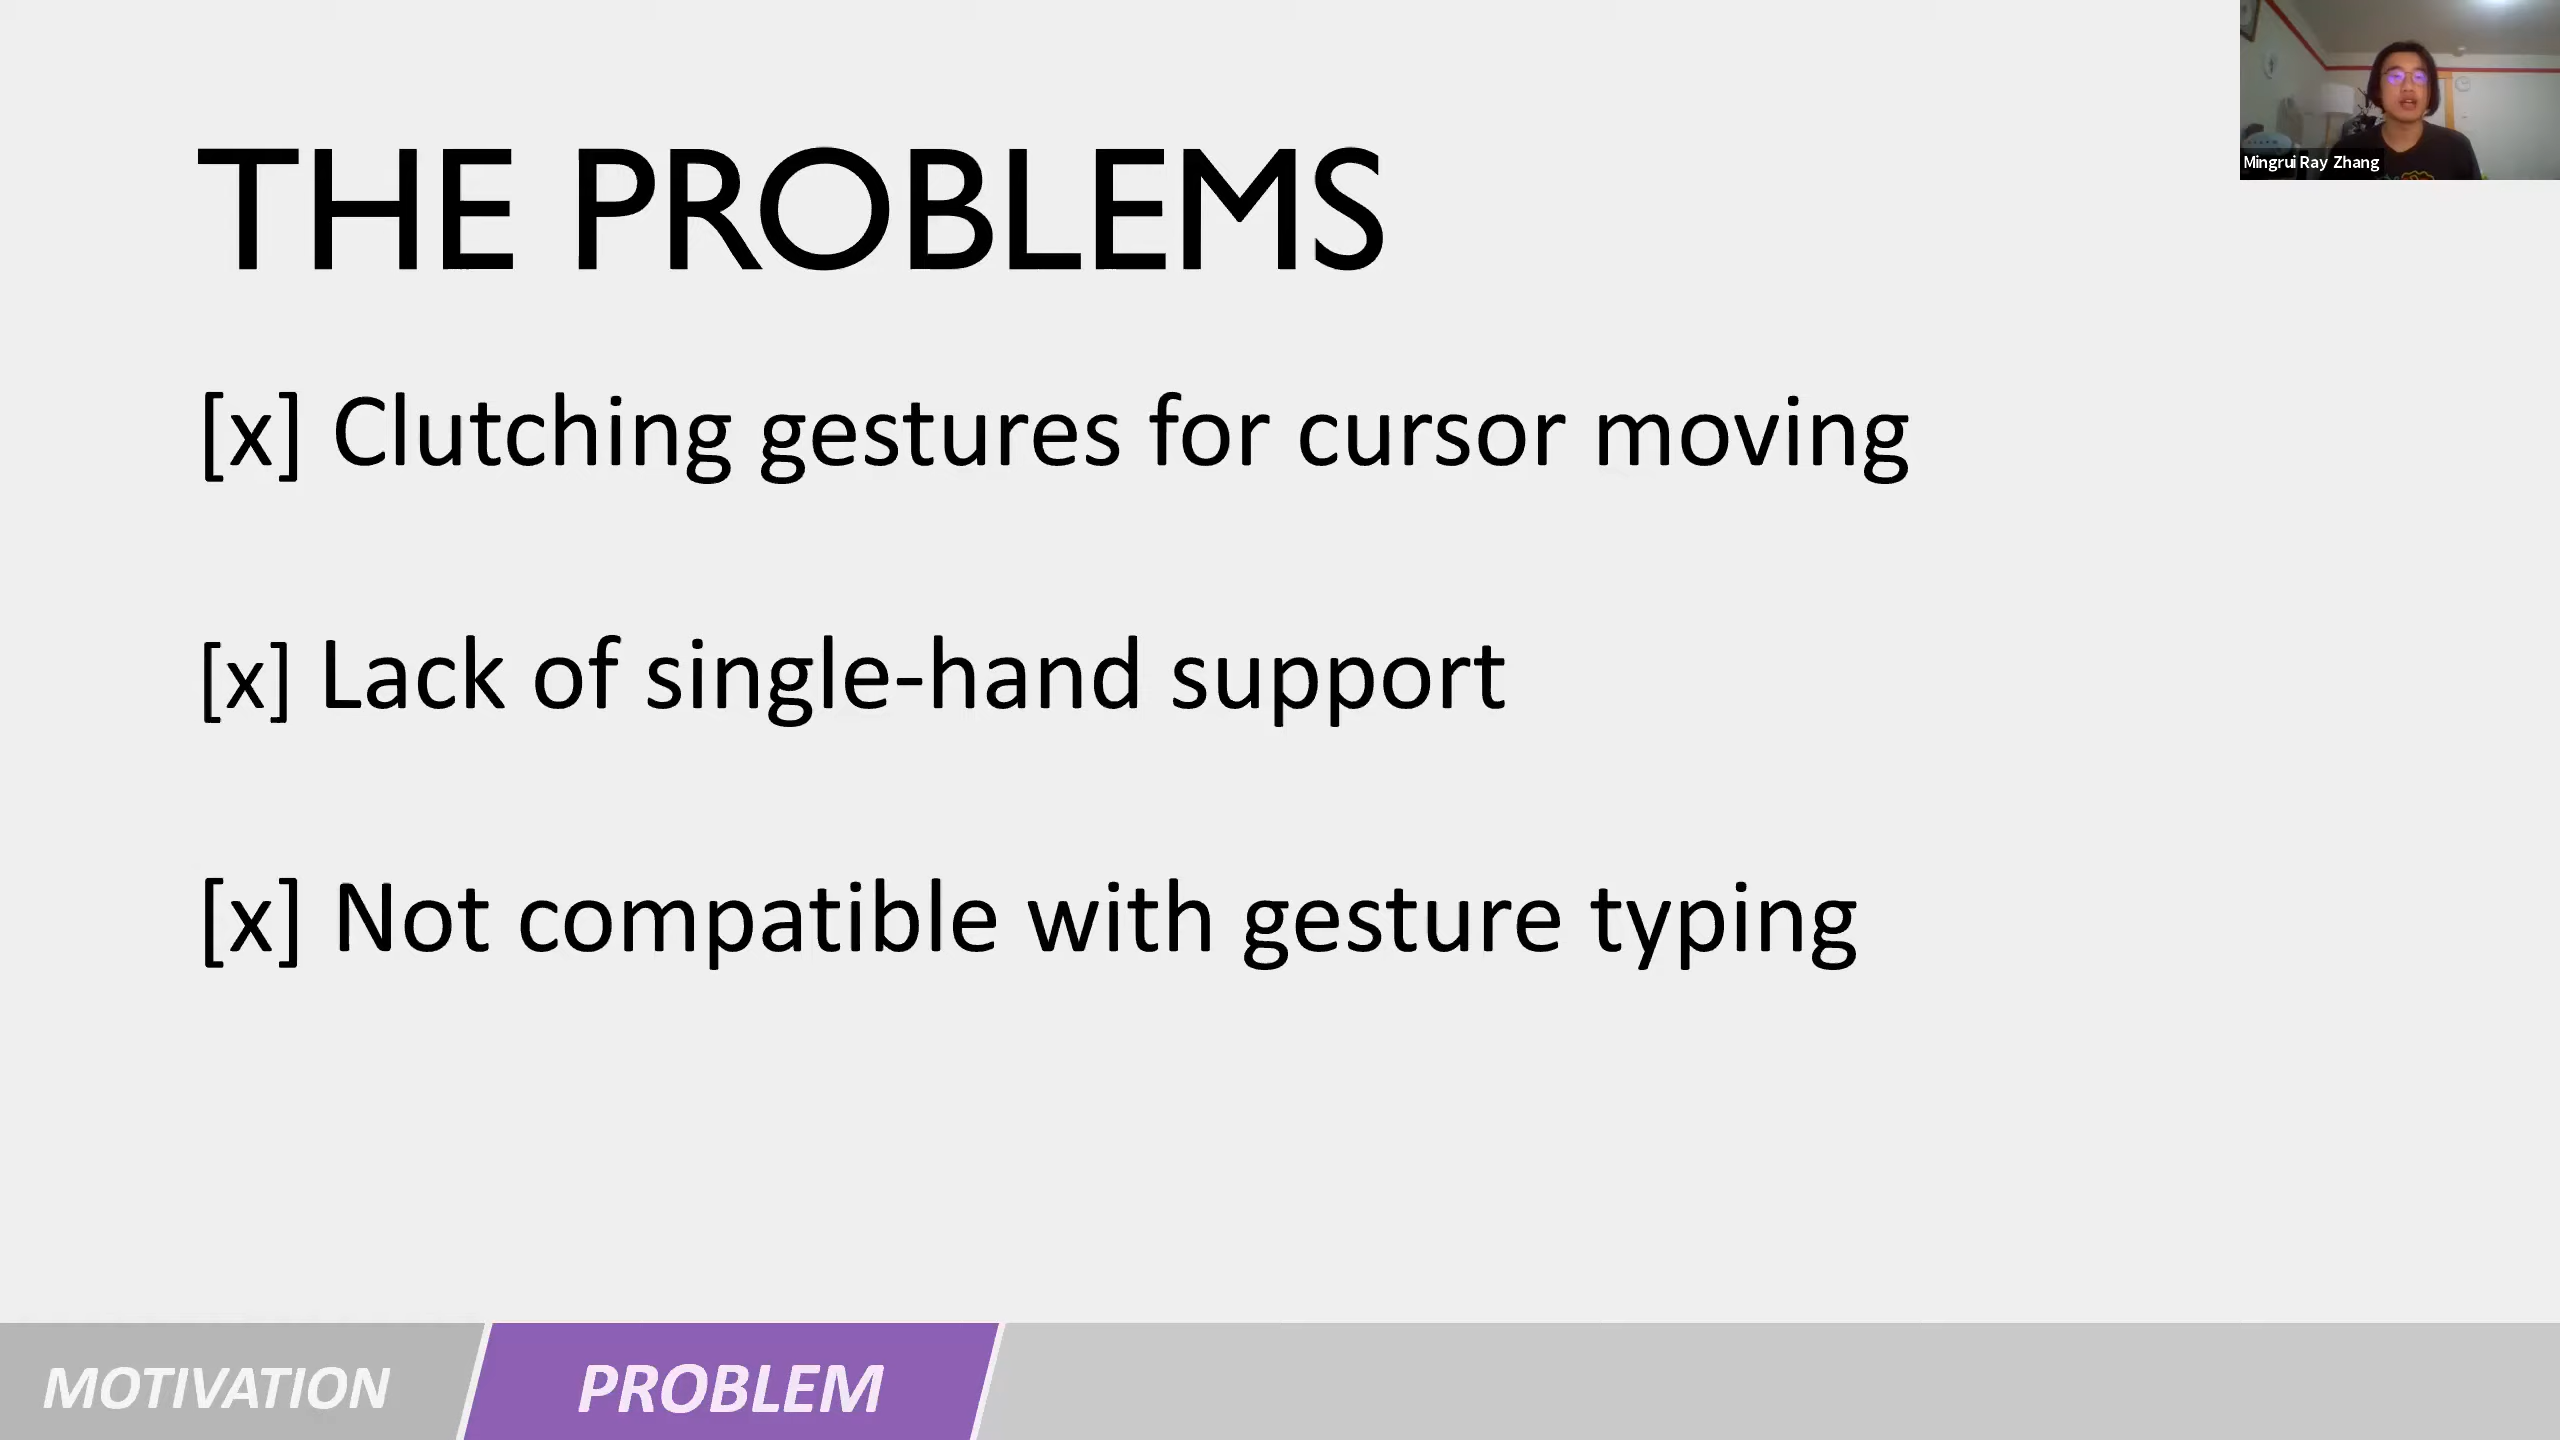 THE PROBLEMS
Mingrui Ray Zhang
[x] Clutching gestures for cursor moving
[x] Lack of single-hand support
[x] Not compatible with gesture typing
MOTIVATION
PROBLEM